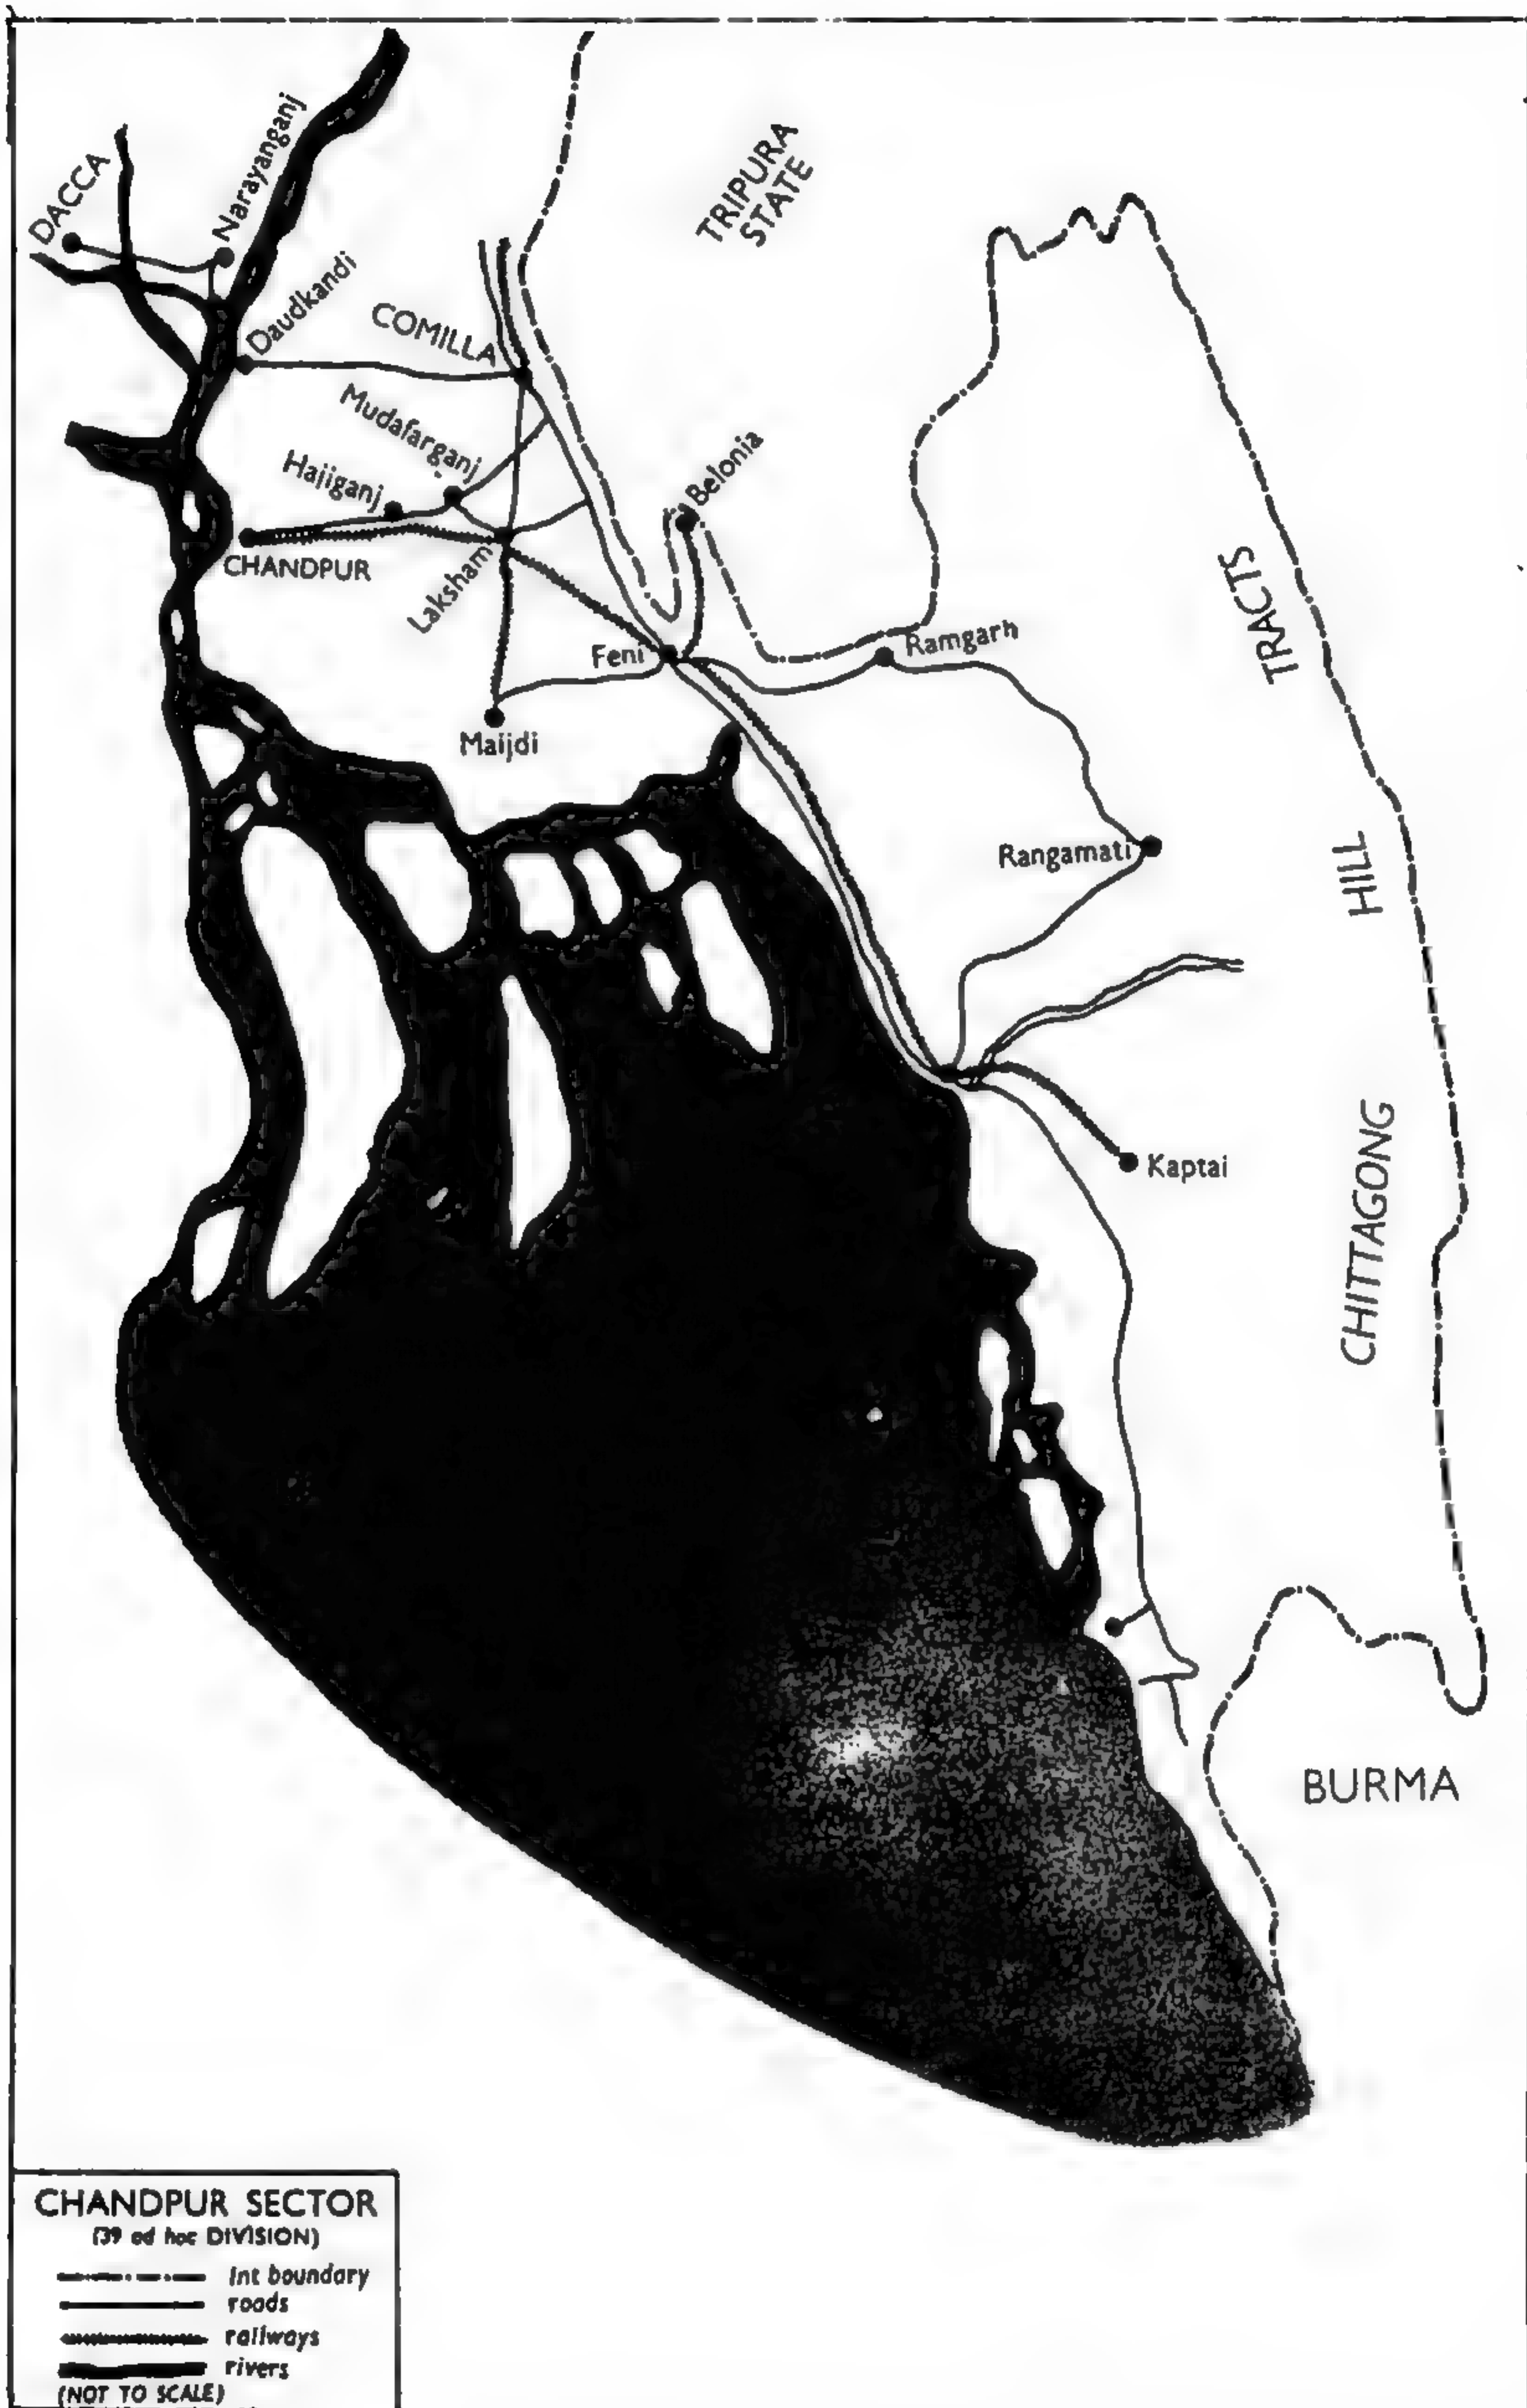 DACCA
Narayanganj
TRIPURA
STATE
Daudkandi
COMILLA
Mudafarganj
Hajiganj
Belonia
CHANDPUR
Laksham
Feni
Ramgarh
Maijdi
Rangamati
Kaptai
CHITTAGONG HILL TRACTS
BURMA
CHANDPUR SECTOR
(39 ad hoc DIVISION)
Int boundary
roads
railways
rivers
(NOT TO SCALE)